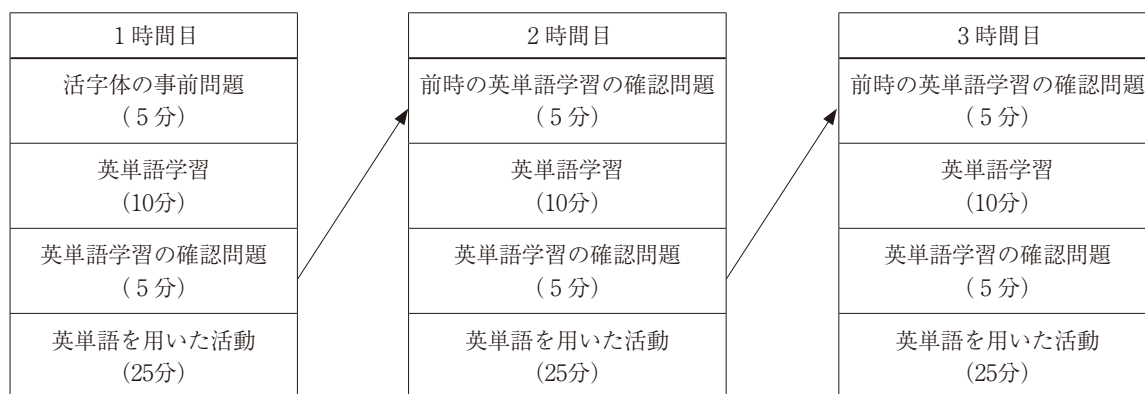 1時間目
活字体の事前問題
(5分)
英単語学習
(10分)
英単語学習の確認問題
(5分)
英単語を用いた活動
(25分)
2時間目
前時の英単語学習の確認問題
(5分)
英単語学習
(10分)
英単語学習の確認問題
(5分)
英単語を用いた活動
(25分)
3時間目
前時の英単語学習の確認問題
(5分)
英単語学習
(10分)
英単語学習の確認問題
(5分)
英単語を用いた活動
(25分)